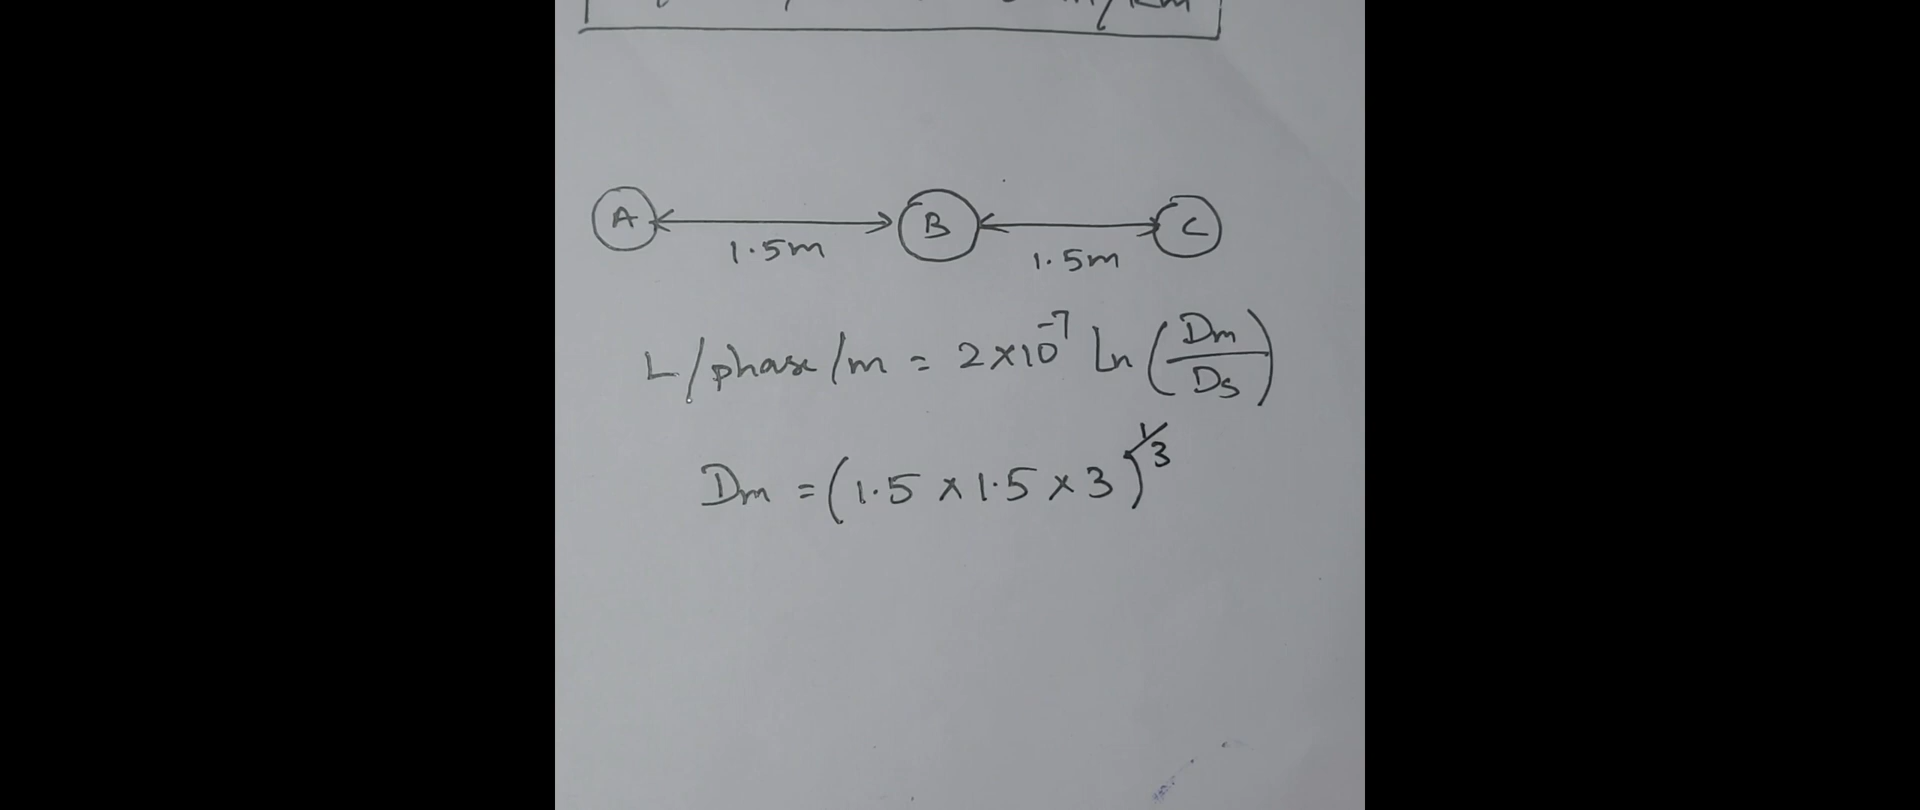 A B C
1.5m 1.5m
L/phase/m = 2×10^-7 Ln (Dm/Ds)
Dm = (1.5 × 1.5 × 3)^1/3